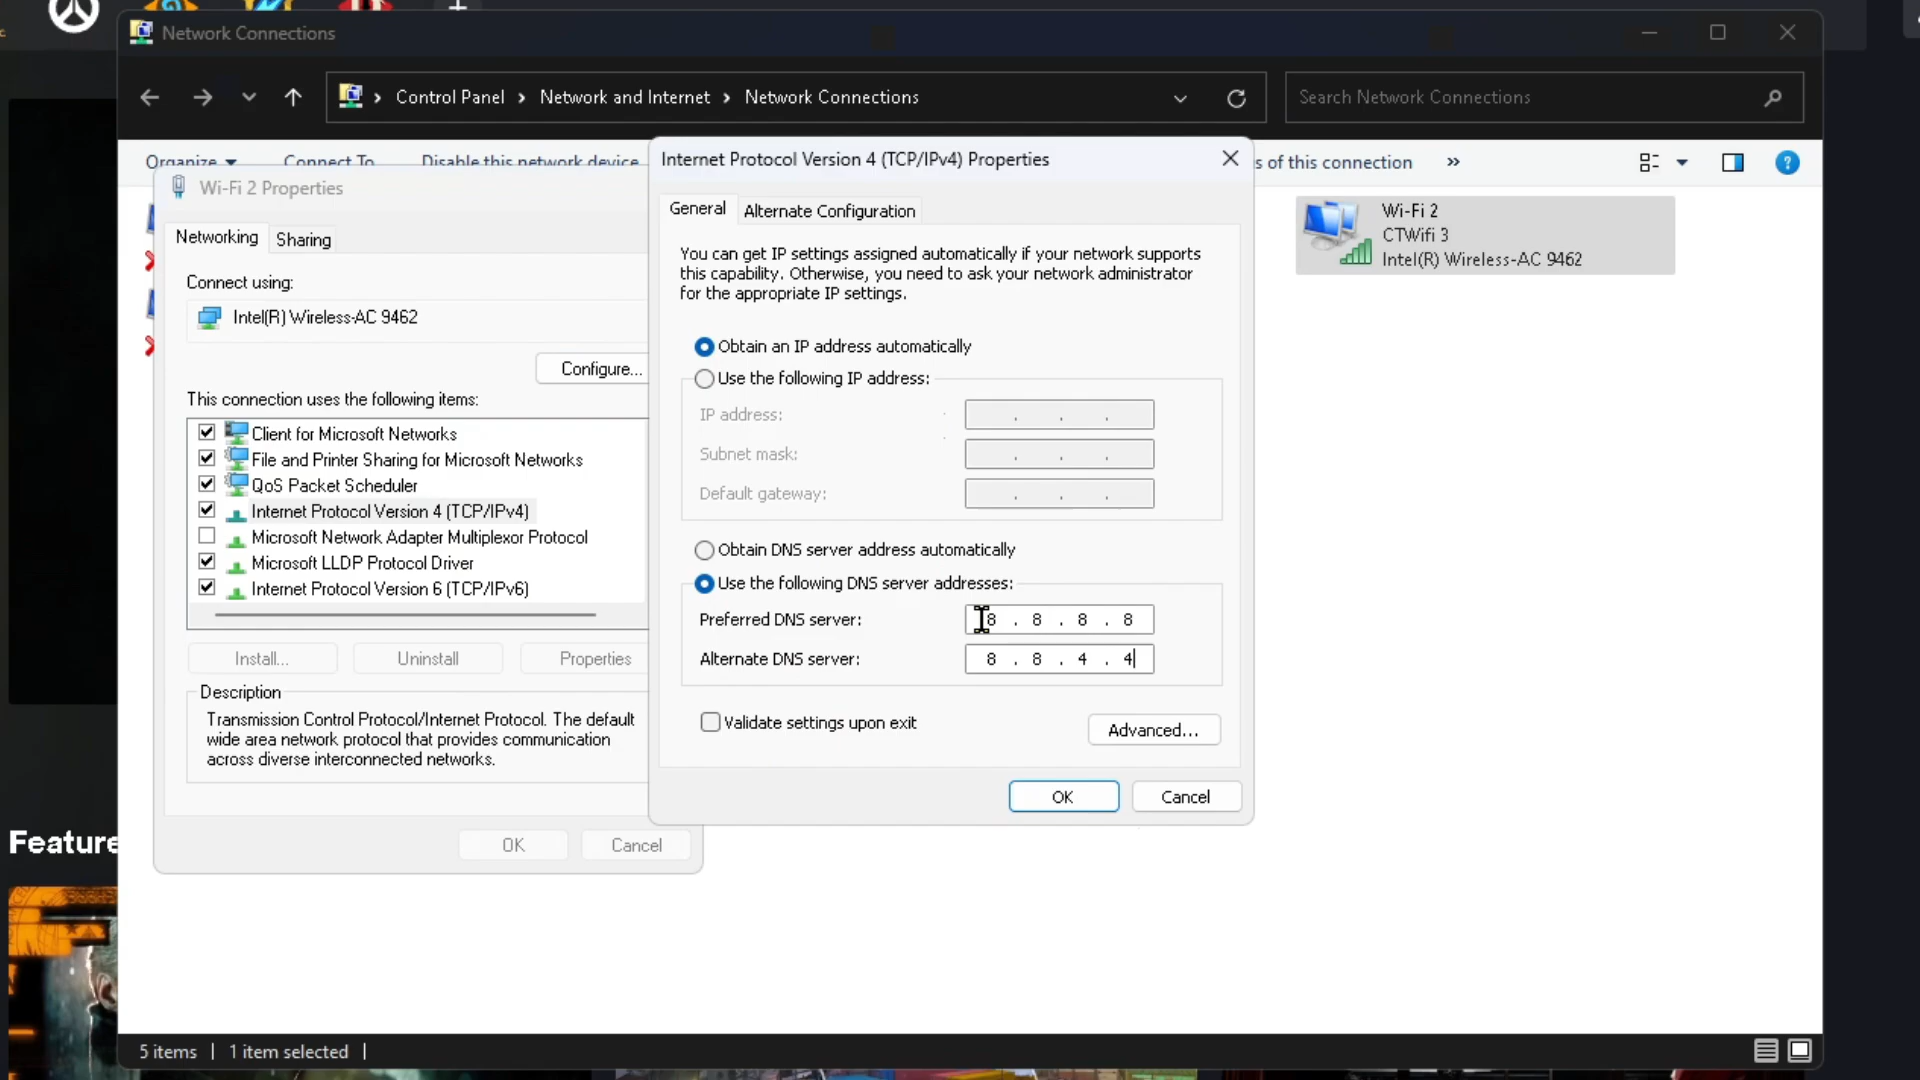 Network Connections
Control Panel
Network and Internet
Network Connections
Search Network Connections
Organize
Connect To
Disable this network device
s of this connection
»
Wi-Fi 2 Properties
Networking
Sharing
Connect using:
Intel(R) Wireless-AC 9462
Configure...
This connection uses the following items:
Client for Microsoft Networks
File and Printer Sharing for Microsoft Networks
QoS Packet Scheduler
Internet Protocol Version 4 (TCP/IPv4)
Microsoft Network Adapter Multiplexor Protocol
Microsoft LLDP Protocol Driver
Internet Protocol Version 6 (TCP/IPv6)
Install...
Uninstall
Properties
Description
Transmission Control Protocol/Internet Protocol. The default
wide area network protocol that provides communication
across diverse interconnected networks.
OK
Cancel
Internet Protocol Version 4 (TCP/IPv4) Properties
General
Alternate Configuration
You can get IP settings assigned automatically if your network supports
this capability. Otherwise, you need to ask your network administrator
for the appropriate IP settings.
Obtain an IP address automatically
Use the following IP address:
IP address: . . .
Subnet mask: . . .
Default gateway: . . .
Obtain DNS server address automatically
Use the following DNS server addresses:
Preferred DNS server: 8 . 8 . 8 . 8
Alternate DNS server: 8 . 8 . 4 . 4
Validate settings upon exit
Advanced...
OK
Cancel
Wi-Fi 2
CTWifi 3
Intel(R) Wireless-AC 9462
Feature
5 items
1 item selected